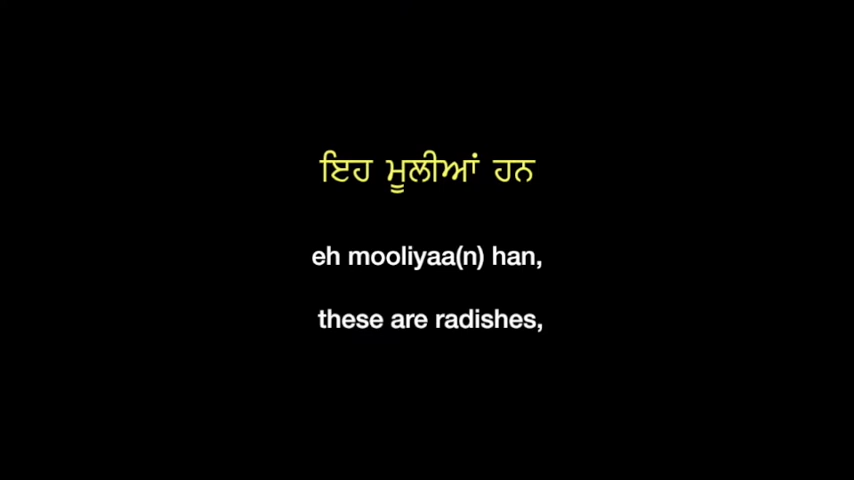 ਇਹ ਮੂਲੀਆਂ ਹਨ
eh mooliyaa(n) han,
these are radishes,